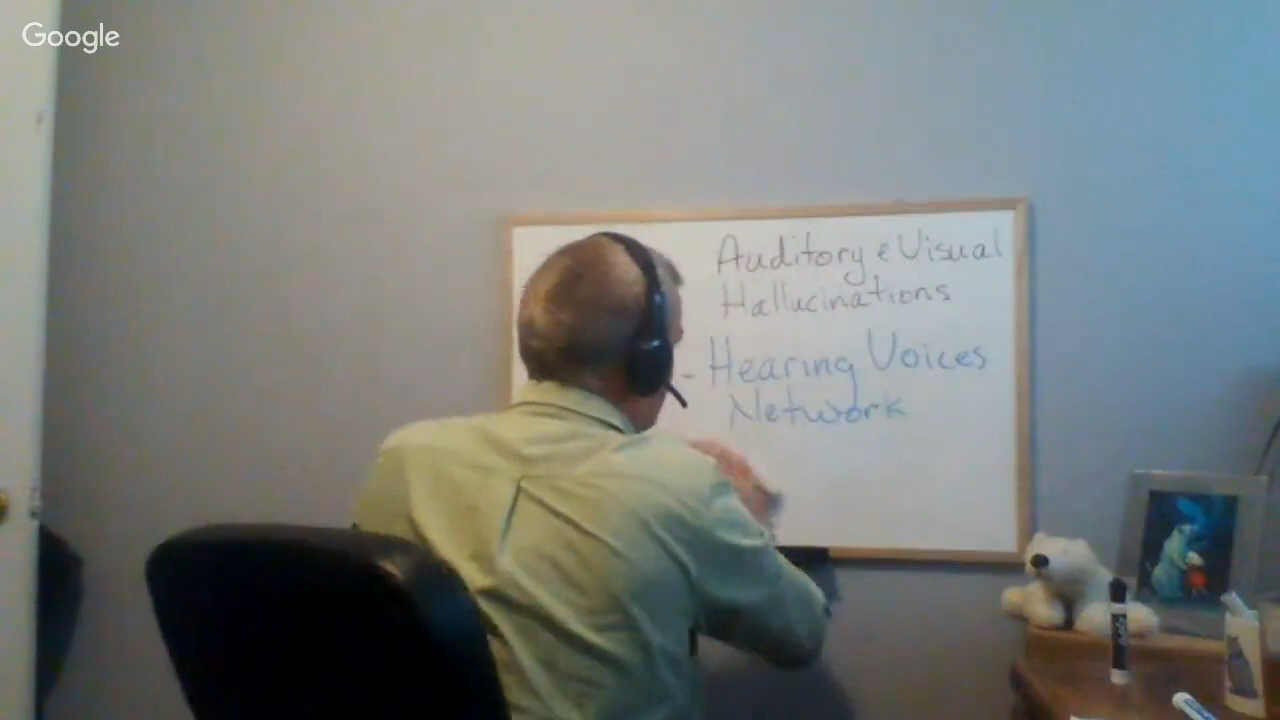 Google
Auditory & Visual
Hallucinations
- Hearing Voices
Network